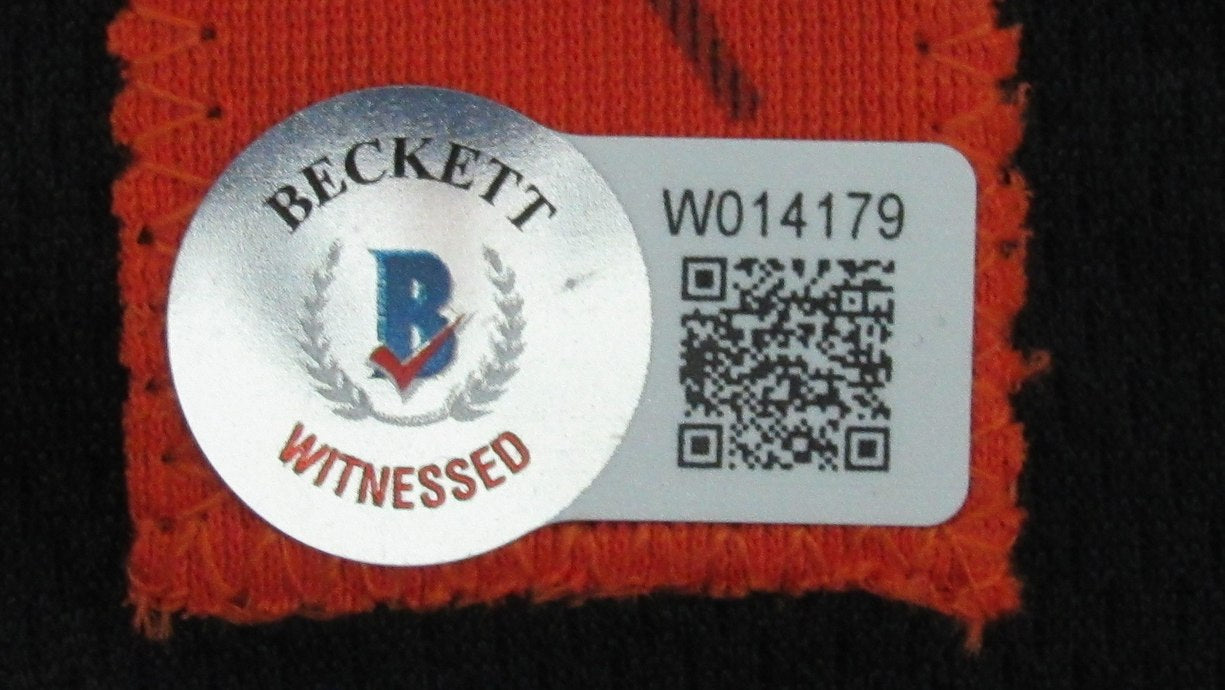 BECKETT
B
WITNESSED
W014179